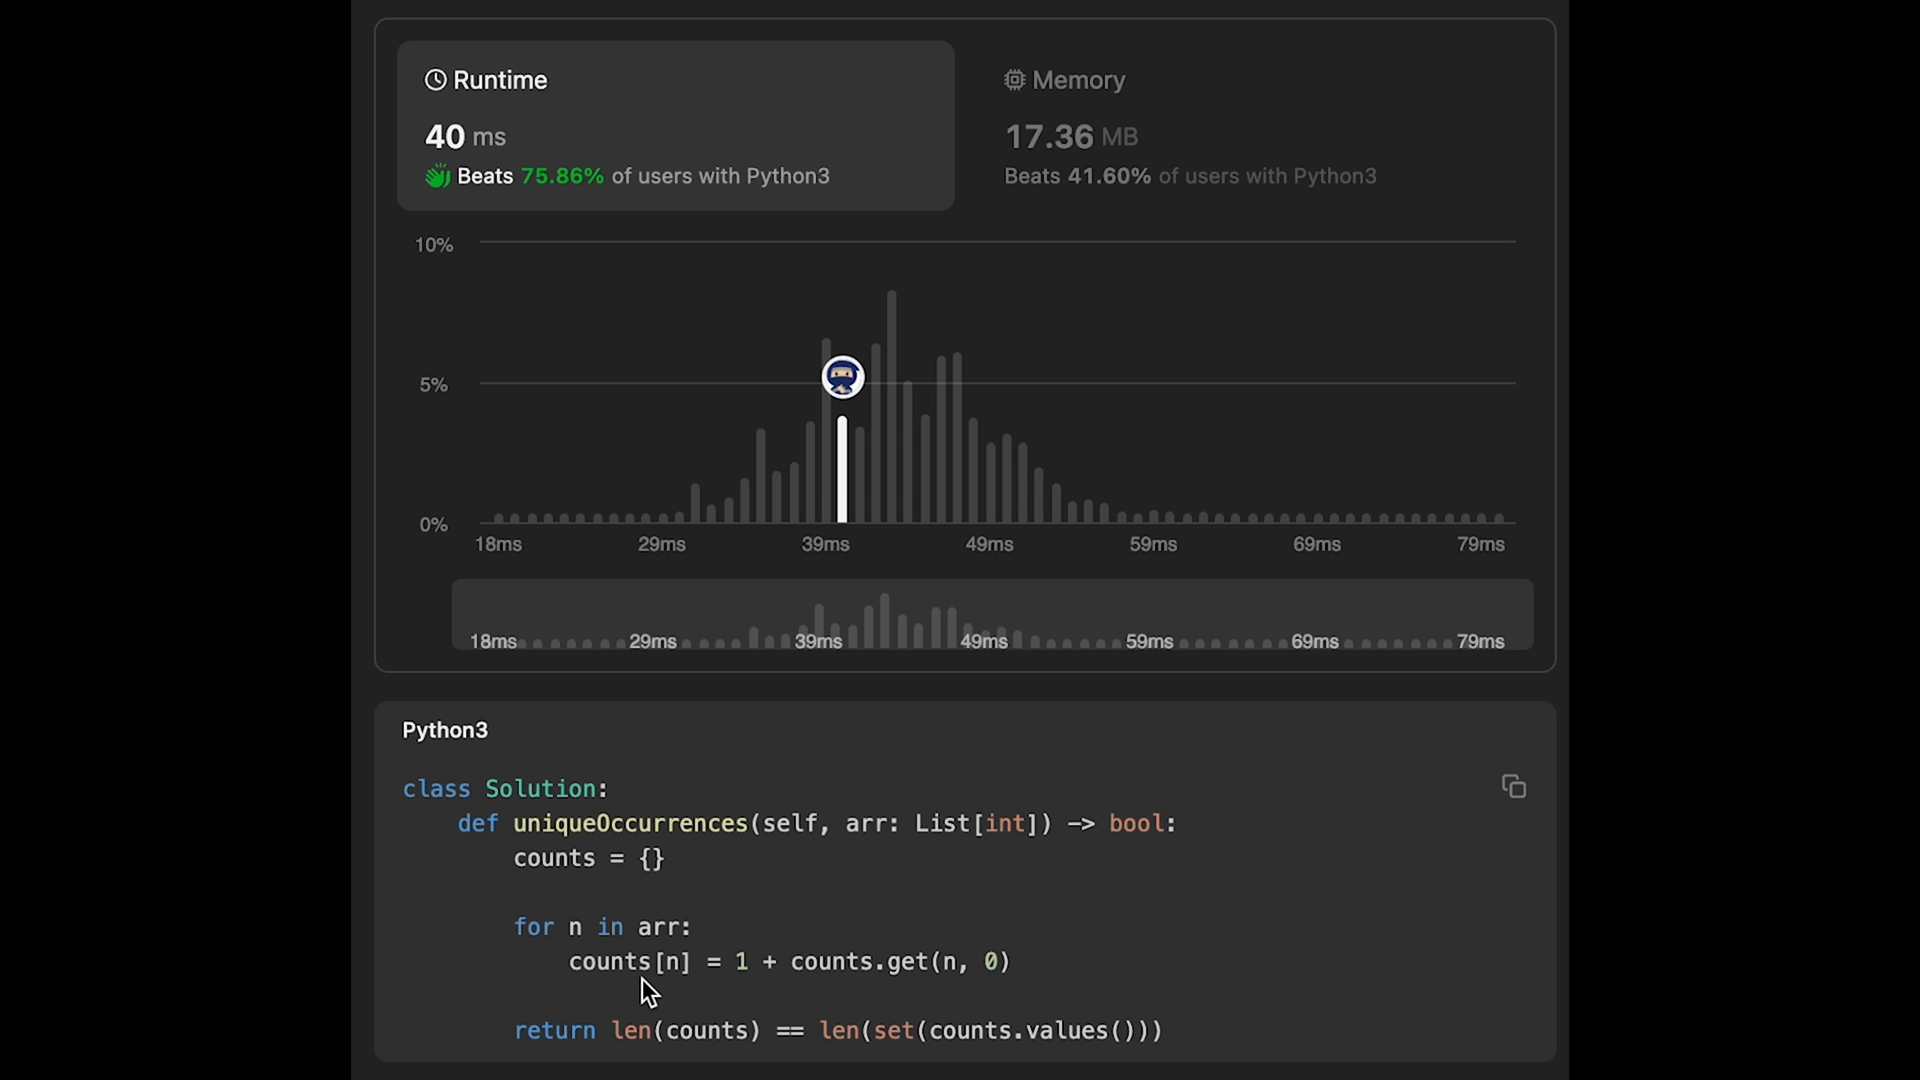 Runtime
40 ms
Beats 75.86% of users with Python3
Memory
17.36 MB
Beats 41.60% of users with Python3
10%
5%
0%
18ms 29ms 39ms 49ms 59ms 69ms 79ms
18ms 29ms 39ms 49ms 59ms 69ms 79ms
Python3
class Solution:
    def uniqueOccurrences(self, arr: List[int]) -> bool:
        counts = {}
        for n in arr:
            counts[n] = 1 + counts.get(n, 0)
        return len(counts) == len(set(counts.values()))